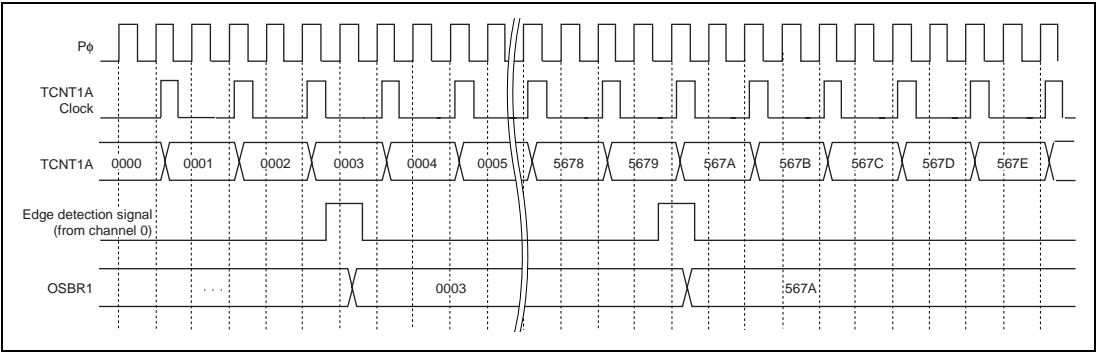 Pϕ
TCNT1A
Clock
TCNT1A 0000 0001 0002 0003 0004 0005 5678 5679 567A 567B 567C 567D 567E
Edge detection signal
(from channel 0)
OSBR1 . . . 0003 567A